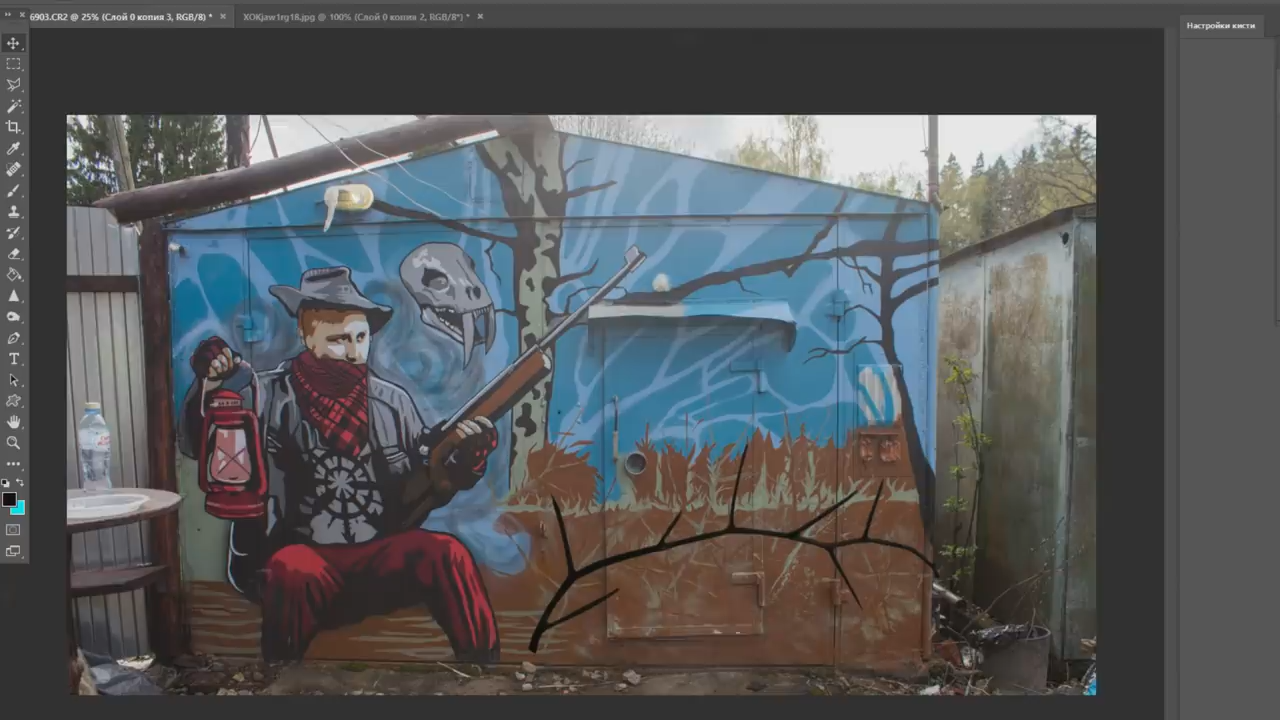 6903.CR2 @ 25% (Слой 0 копия 3, RGB/8) *
XOKjaw1rg18.jpg @ 100% (Слой 0 копия 2, RGB/8*) *
Настройки кисти